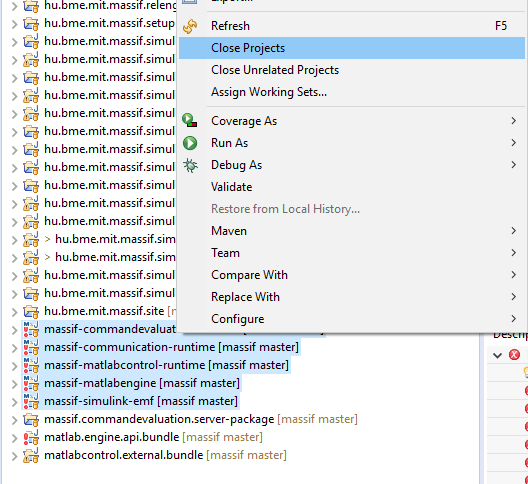 hu.bme.mit.massif.releng
Export...
hu.bme.mit.massif.setup
Refresh F5
hu.bme.mit.massif.simul
Close Projects
hu.bme.mit.massif.simul
Close Unrelated Projects
hu.bme.mit.massif.simul
Assign Working Sets...
hu.bme.mit.massif.simul
hu.bme.mit.massif.simul
Coverage As
hu.bme.mit.massif.simul
Run As
hu.bme.mit.massif.simul
Debug As
hu.bme.mit.massif.simul
Validate
hu.bme.mit.massif.simul
Restore from Local History...
hu.bme.mit.massif.simul
Maven
hu.bme.mit.massif.simul
> hu.bme.mit.massif.sim
Team
> hu.bme.mit.massif.sim
Compare With
hu.bme.mit.massif.simul
Replace With
hu.bme.mit.massif.simul
hu.bme.mit.massif.site [m
Configure
massif-commandevaluat
Descrip
massif-communication-runtime [massif master]
massif-matlabcontrol-runtime [massif master]
massif-matlabengine [massif master]
massif-simulink-emf [massif master]
massif.commandevaluation.server-package [massif master]
matlab.engine.api.bundle [massif master]
matlabcontrol.external.bundle [massif master]